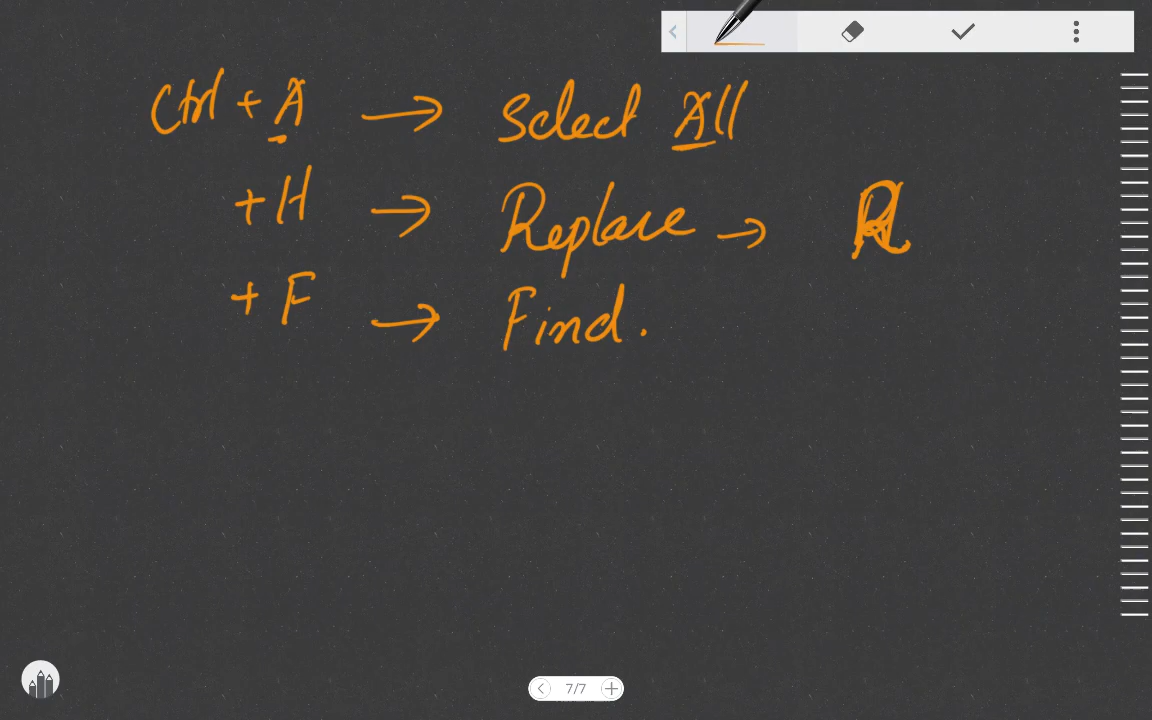 Ctrl + A → Select All
+ H → Replace → R
+ F → Find.
7/7